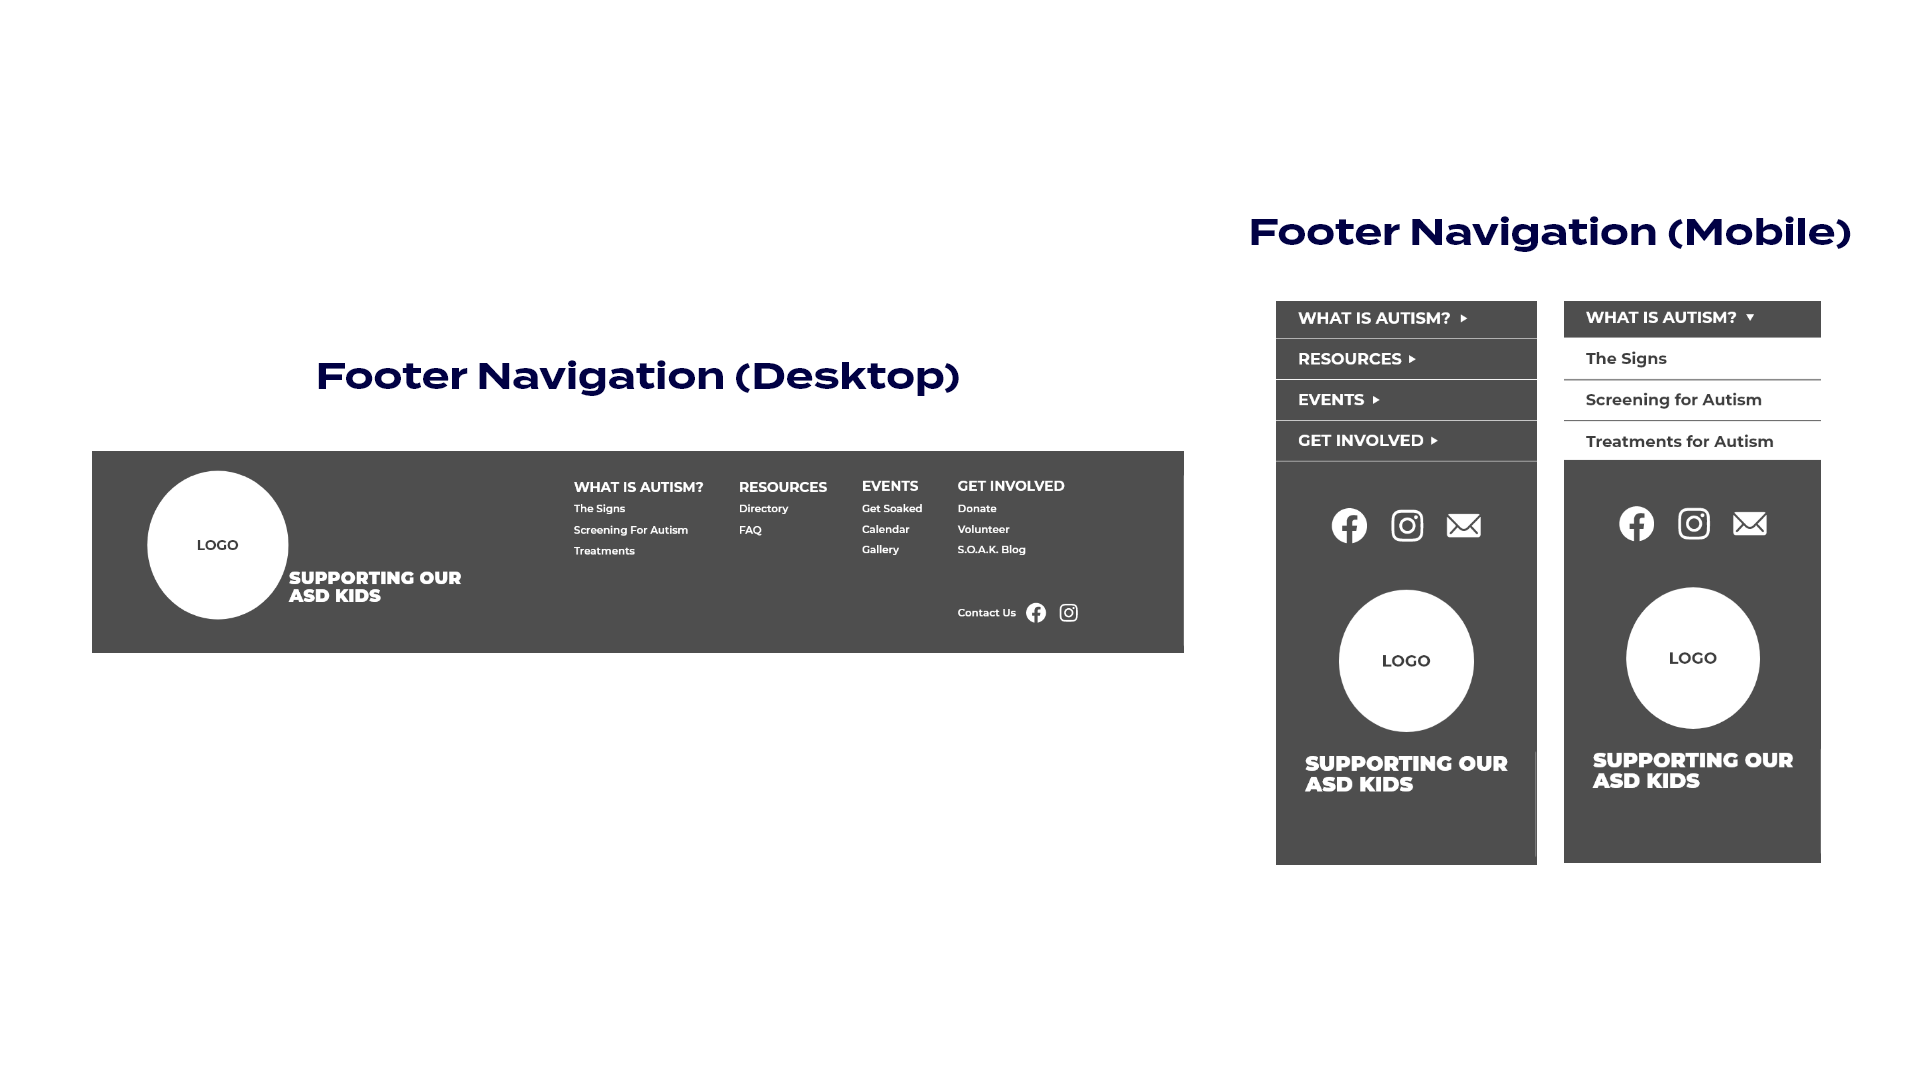 Footer Navigation (Desktop)
LOGO
SUPPORTING OUR
ASD KIDS
WHAT IS AUTISM?
The Signs
Screening For Autism
Treatments
RESOURCES
Directory
FAQ
EVENTS
Get Soaked
Calendar
Gallery
GET INVOLVED
Donate
Volunteer
S.O.A.K. Blog
Contact Us
Footer Navigation (Mobile)
WHAT IS AUTISM?
RESOURCES
EVENTS
GET INVOLVED
LOGO
SUPPORTING OUR
ASD KIDS
WHAT IS AUTISM?
The Signs
Screening for Autism
Treatments for Autism
LOGO
SUPPORTING OUR
ASD KIDS